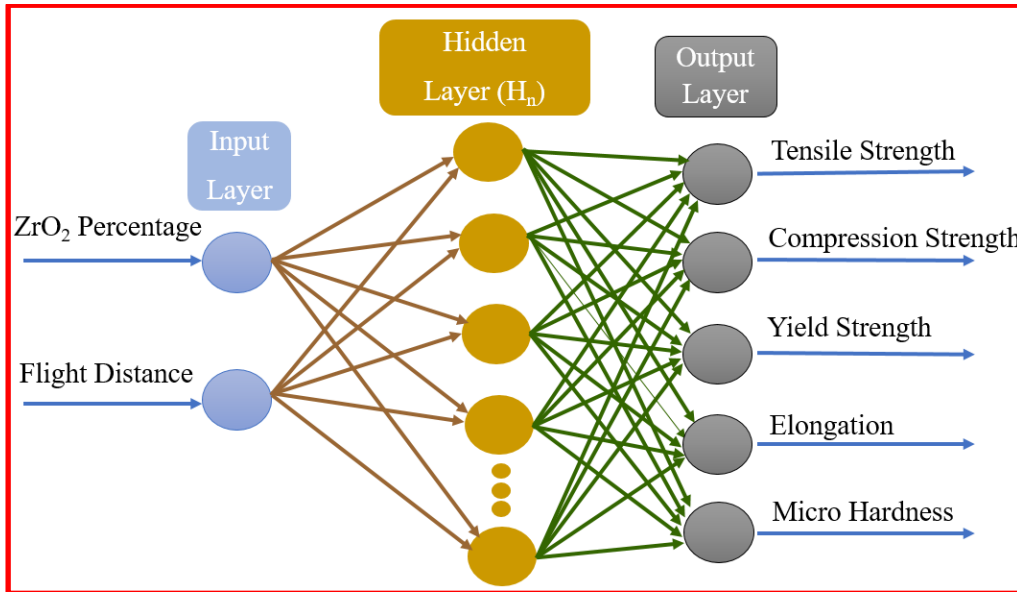 Input
Layer
Hidden
Layer (Hₙ)
Output
Layer
ZrO₂ Percentage
Flight Distance
Tensile Strength
Compression Strength
Yield Strength
Elongation
Micro Hardness